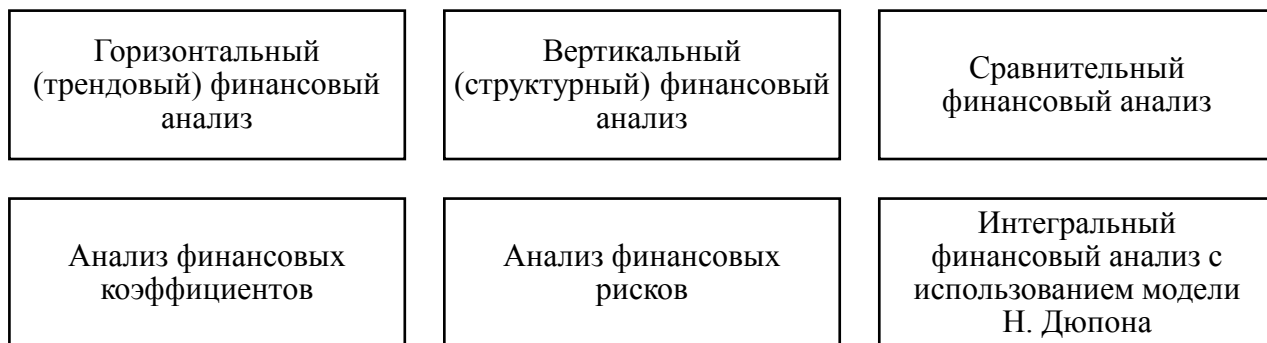 Горизонтальный
(трендовый) финансовый
анализ
Вертикальный
(структурный) финансовый
анализ
Сравнительный
финансовый анализ
Анализ финансовых
коэффициентов
Анализ финансовых
рисков
Интегральный
финансовый анализ с
использованием модели
Н. Дюпона